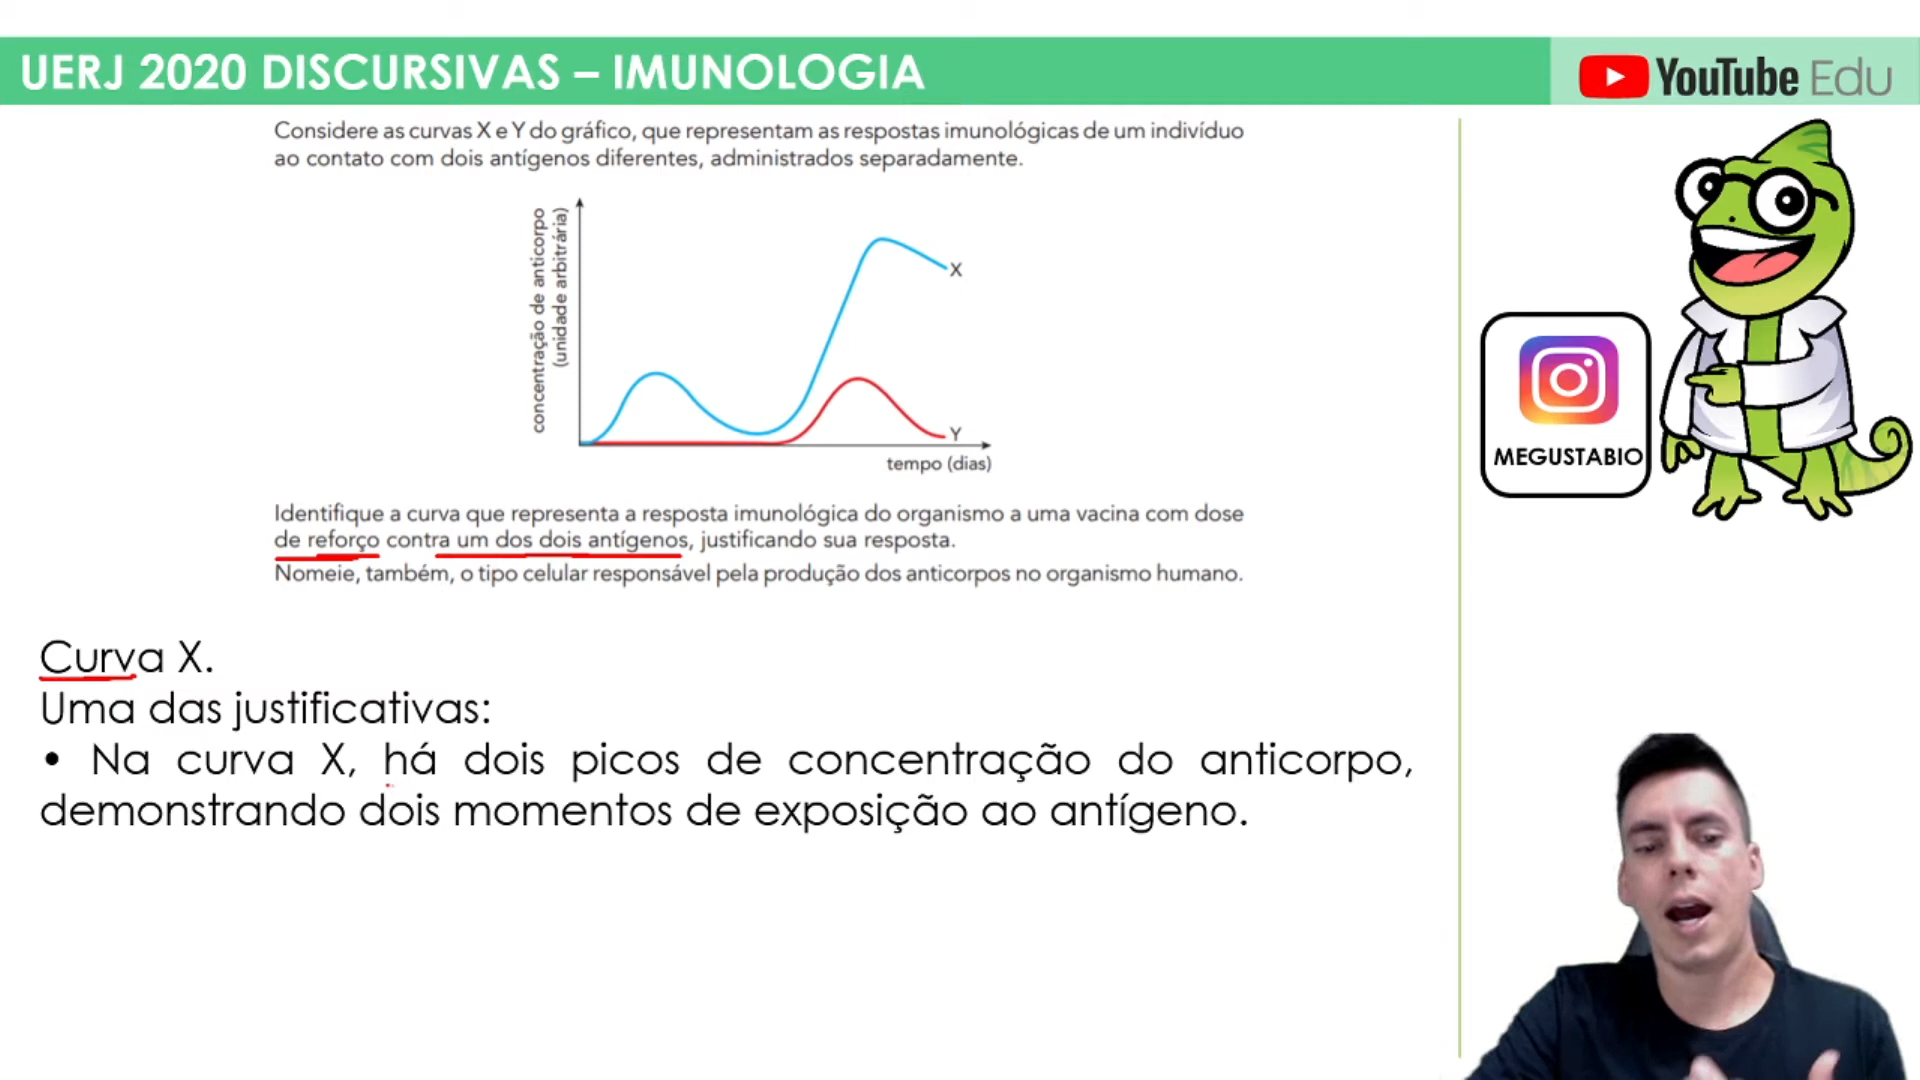 UERJ 2020 DISCURSIVAS – IMUNOLOGIA
YouTube Edu
Considere as curvas X e Y do gráfico, que representam as respostas imunológicas de um indivíduo
ao contato com dois antígenos diferentes, administrados separadamente.
concentração de anticorpo
(unidade arbitrária)
X
Y
tempo (dias)
MEGUSTABIO
Identifique a curva que representa a resposta imunológica do organismo a uma vacina com dose
de reforço contra um dos dois antígenos, justificando sua resposta.
Nomeie, também, o tipo celular responsável pela produção dos anticorpos no organismo humano.
Curva X.
Uma das justificativas:
• Na curva X, há dois picos de concentração do anticorpo,
demonstrando dois momentos de exposição ao antígeno.